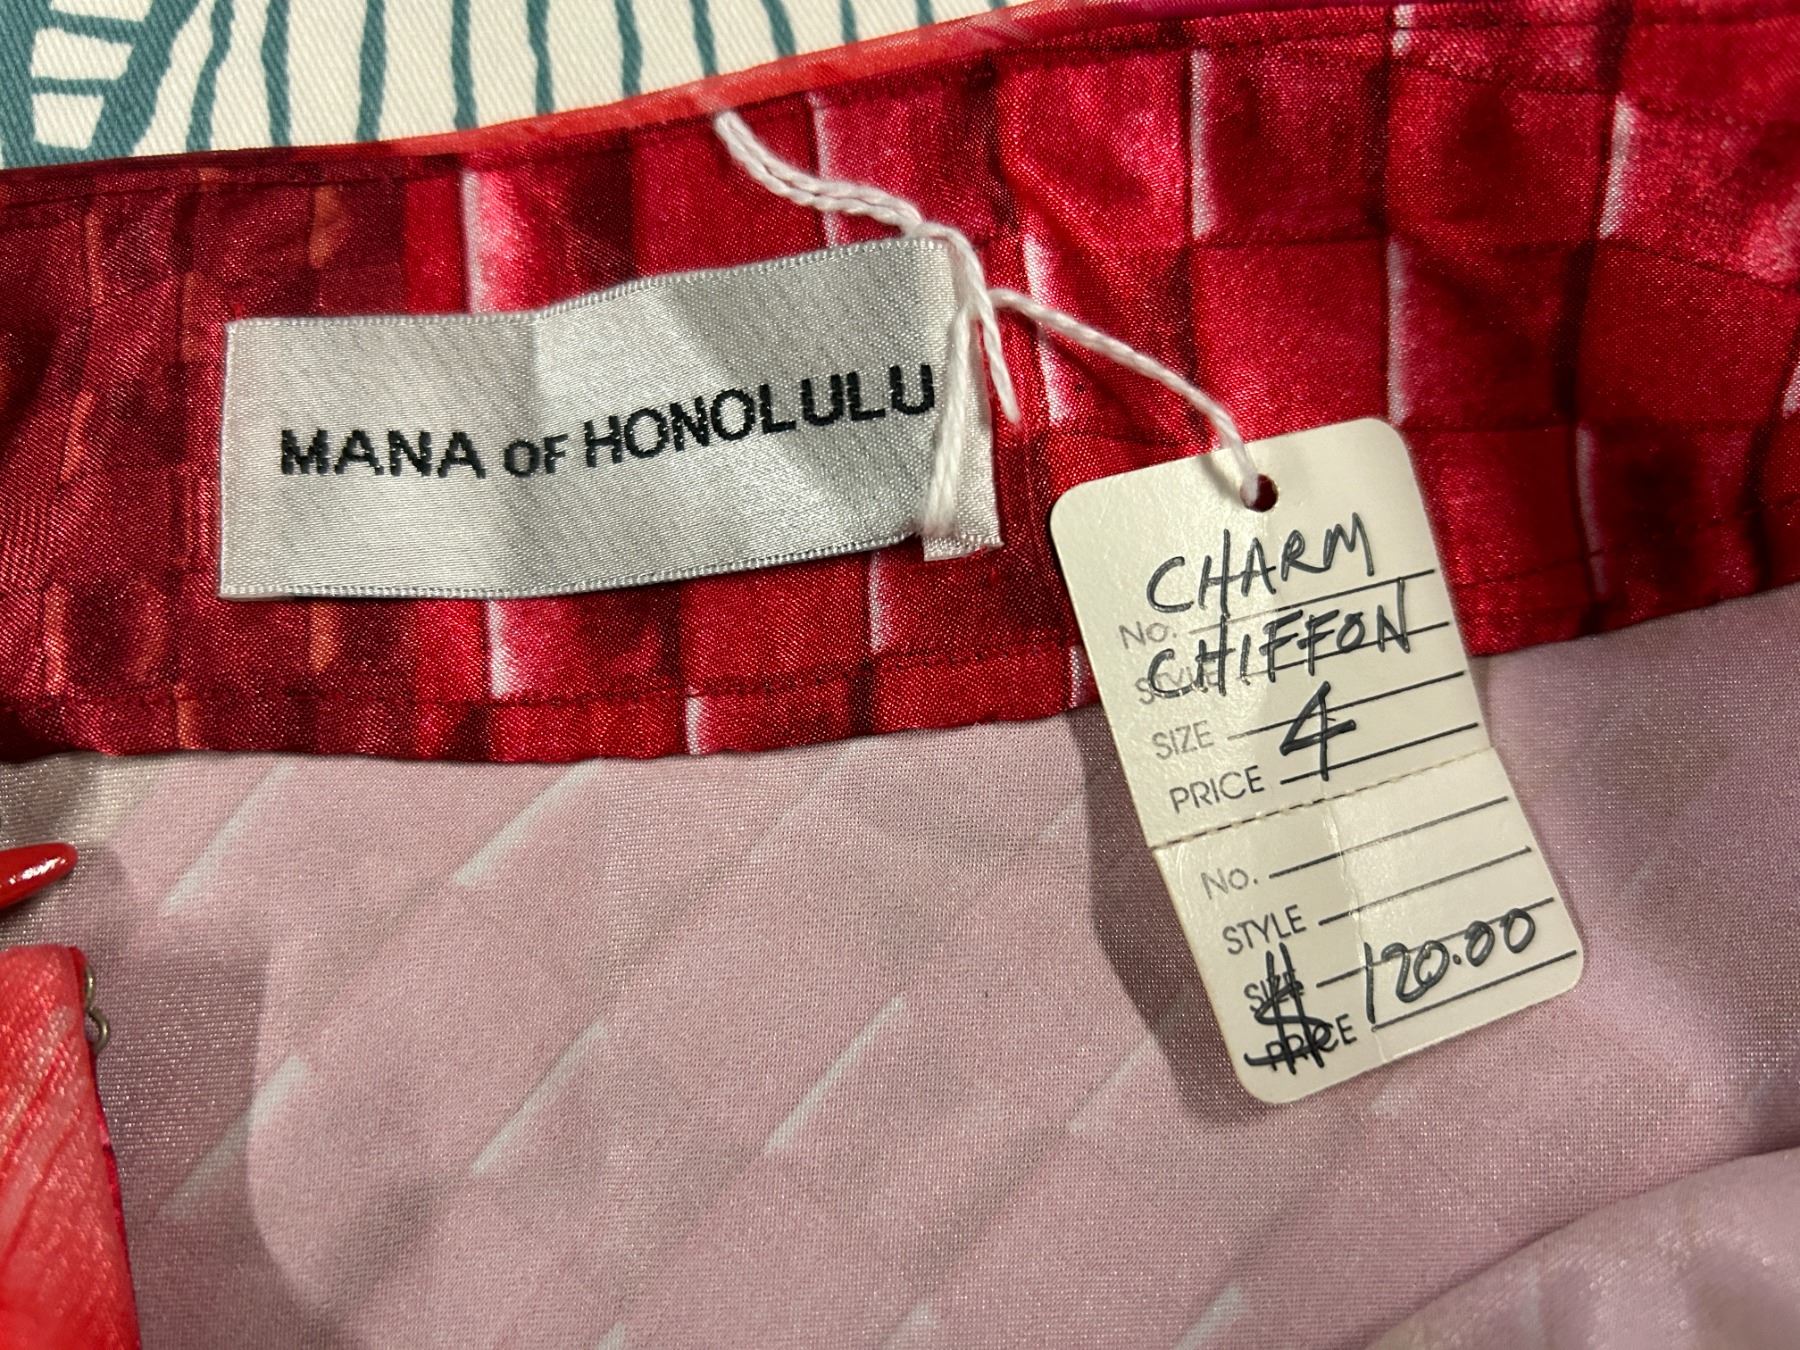 MANA OF HONOLULU
CHARM
No.
CHIFFON
STYLE
SIZE 4
PRICE
No.
STYLE
SIZE
$ 120.00
PRICE